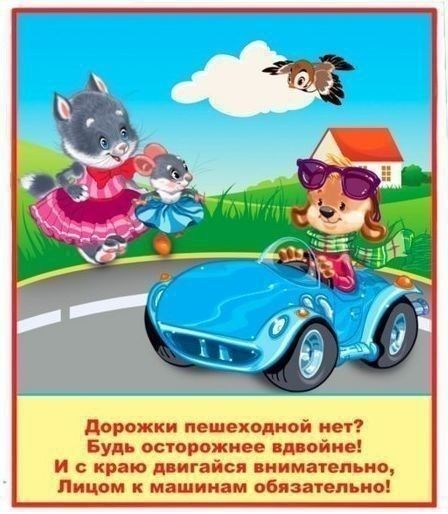 Дорожки пешеходной нет?
Будь осторожнее вдвойне!
И с краю двигайся внимательно,
Лицом к машинам обязательно!